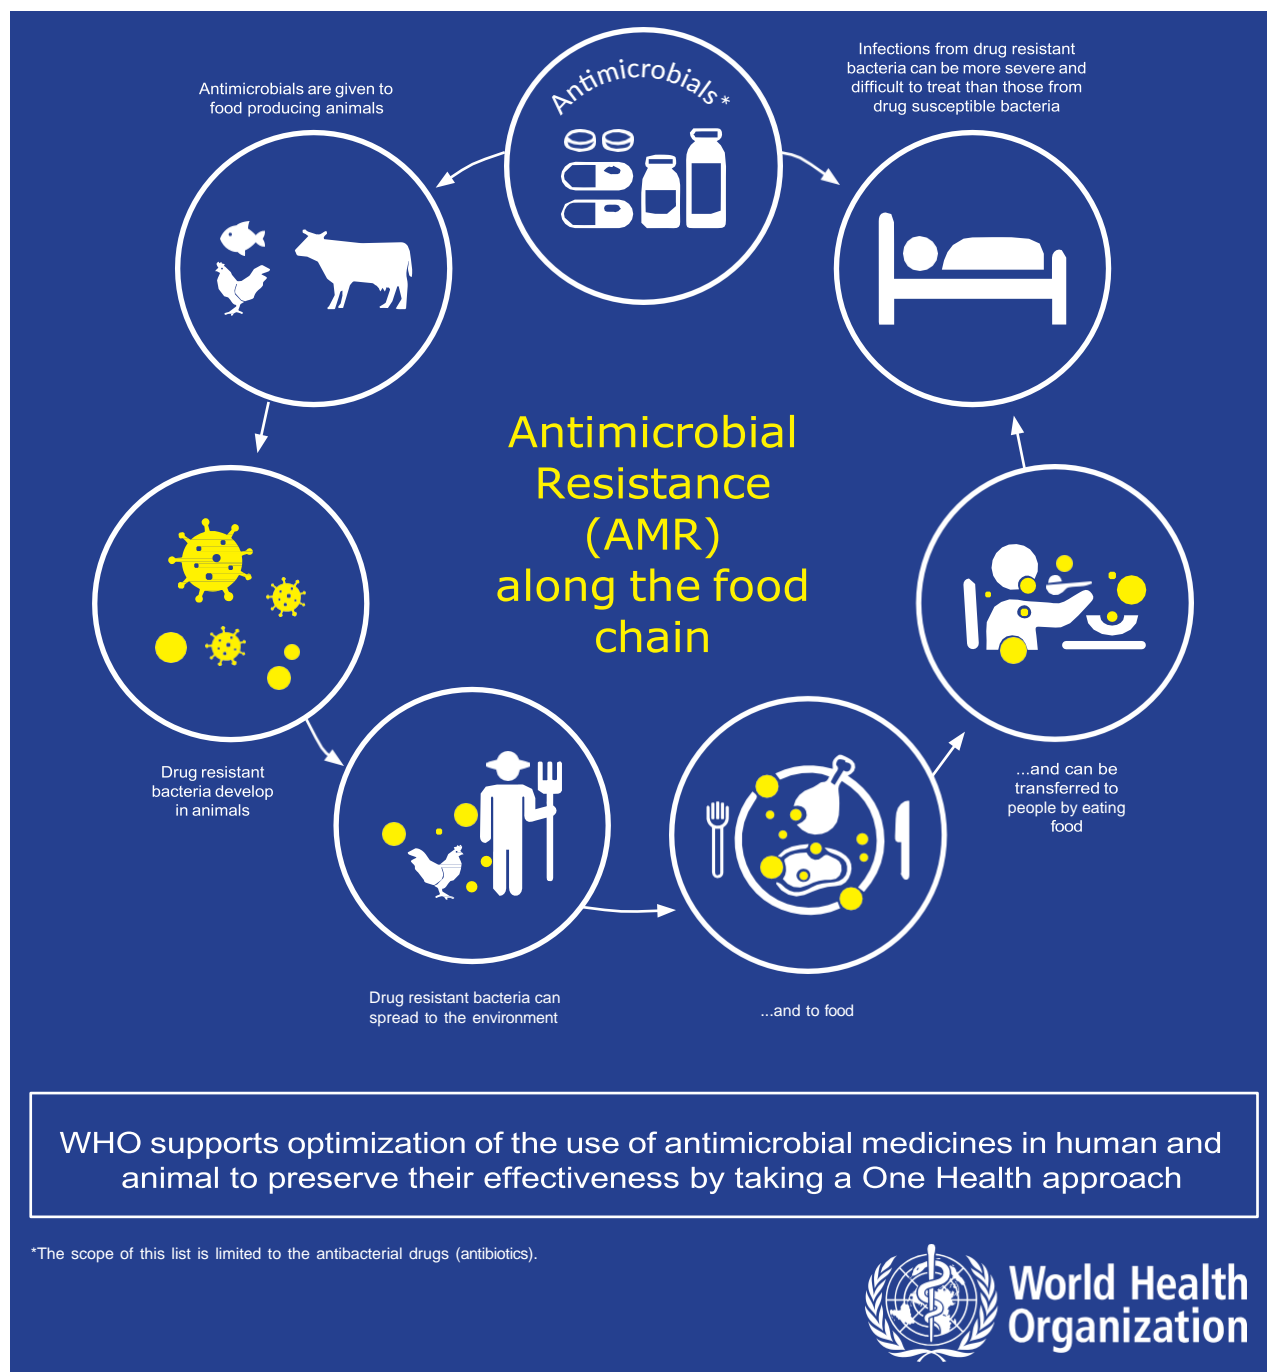 Antimicrobials*
Antimicrobials are given to
food producing animals
Infections from drug resistant
bacteria can be more severe and
difficult to treat than those from
drug susceptible bacteria
Antimicrobial
Resistance
(AMR)
along the food
chain
Drug resistant
bacteria develop
in animals
Drug resistant bacteria can
spread to the environment
...and to food
...and can be
transferred to
people by eating
food
WHO supports optimization of the use of antimicrobial medicines in human and
animal to preserve their effectiveness by taking a One Health approach
*The scope of this list is limited to the antibacterial drugs (antibiotics).
World Health
Organization